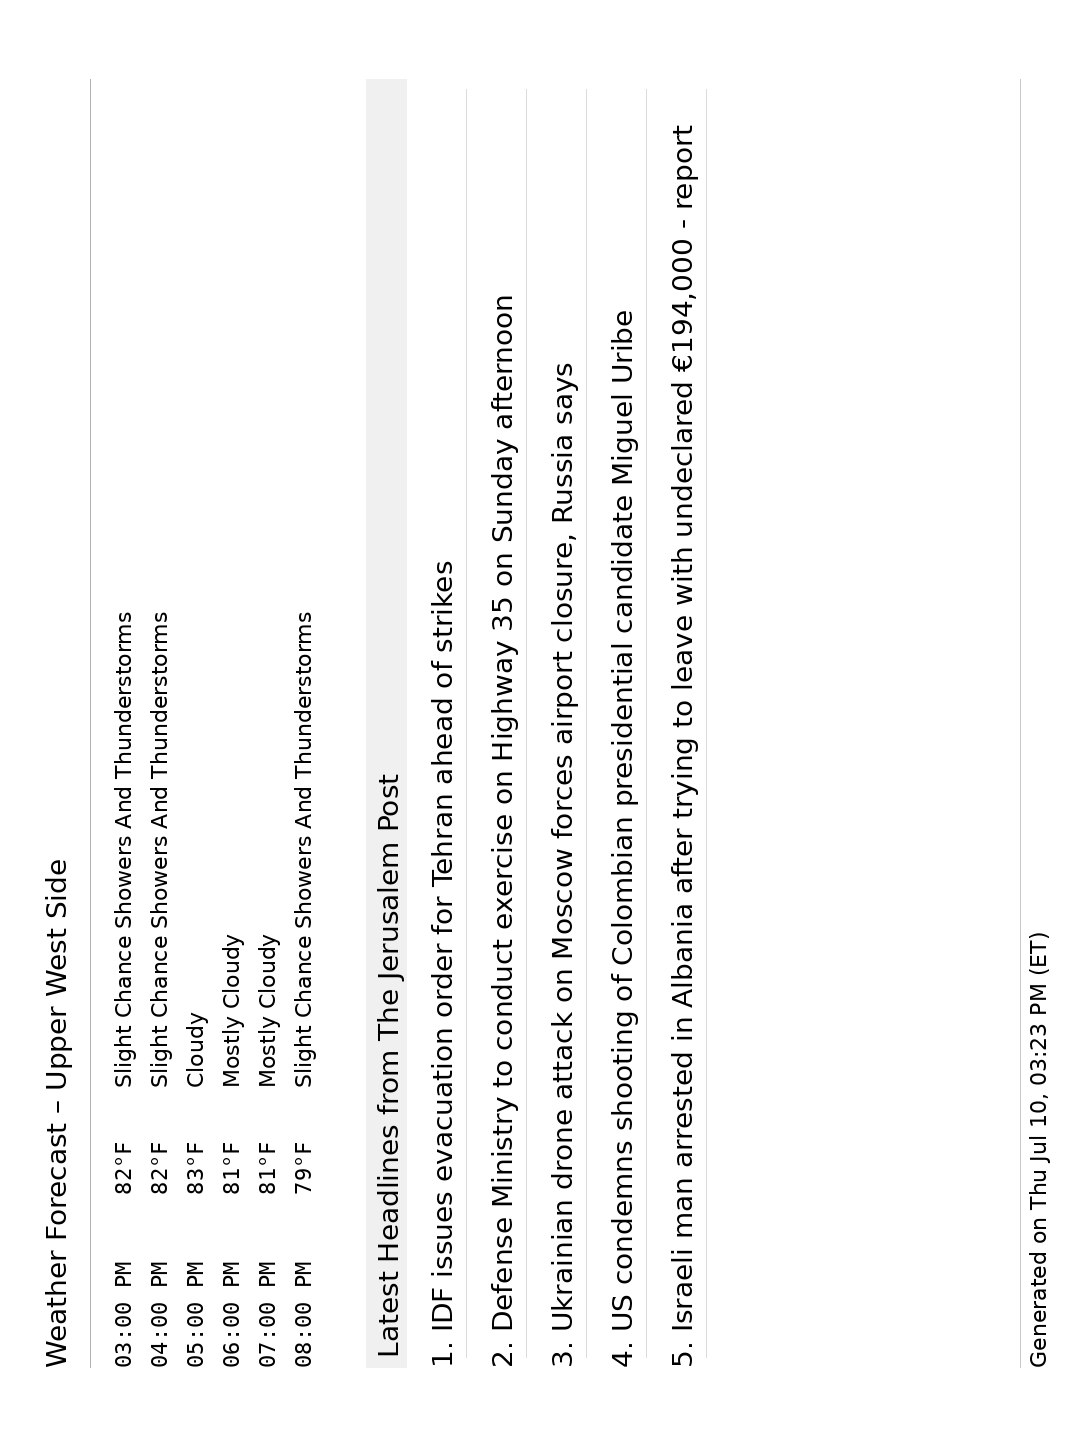 Weather Forecast – Upper West Side
03:00 PM 82°F Slight Chance Showers And Thunderstorms
04:00 PM 82°F Slight Chance Showers And Thunderstorms
05:00 PM 83°F Cloudy
06:00 PM 81°F Mostly Cloudy
07:00 PM 81°F Mostly Cloudy
08:00 PM 79°F Slight Chance Showers And Thunderstorms
Latest Headlines from The Jerusalem Post
1. IDF issues evacuation order for Tehran ahead of strikes
2. Defense Ministry to conduct exercise on Highway 35 on Sunday afternoon
3. Ukrainian drone attack on Moscow forces airport closure, Russia says
4. US condemns shooting of Colombian presidential candidate Miguel Uribe
5. Israeli man arrested in Albania after trying to leave with undeclared €194,000 - report
Generated on Thu Jul 10, 03:23 PM (ET)